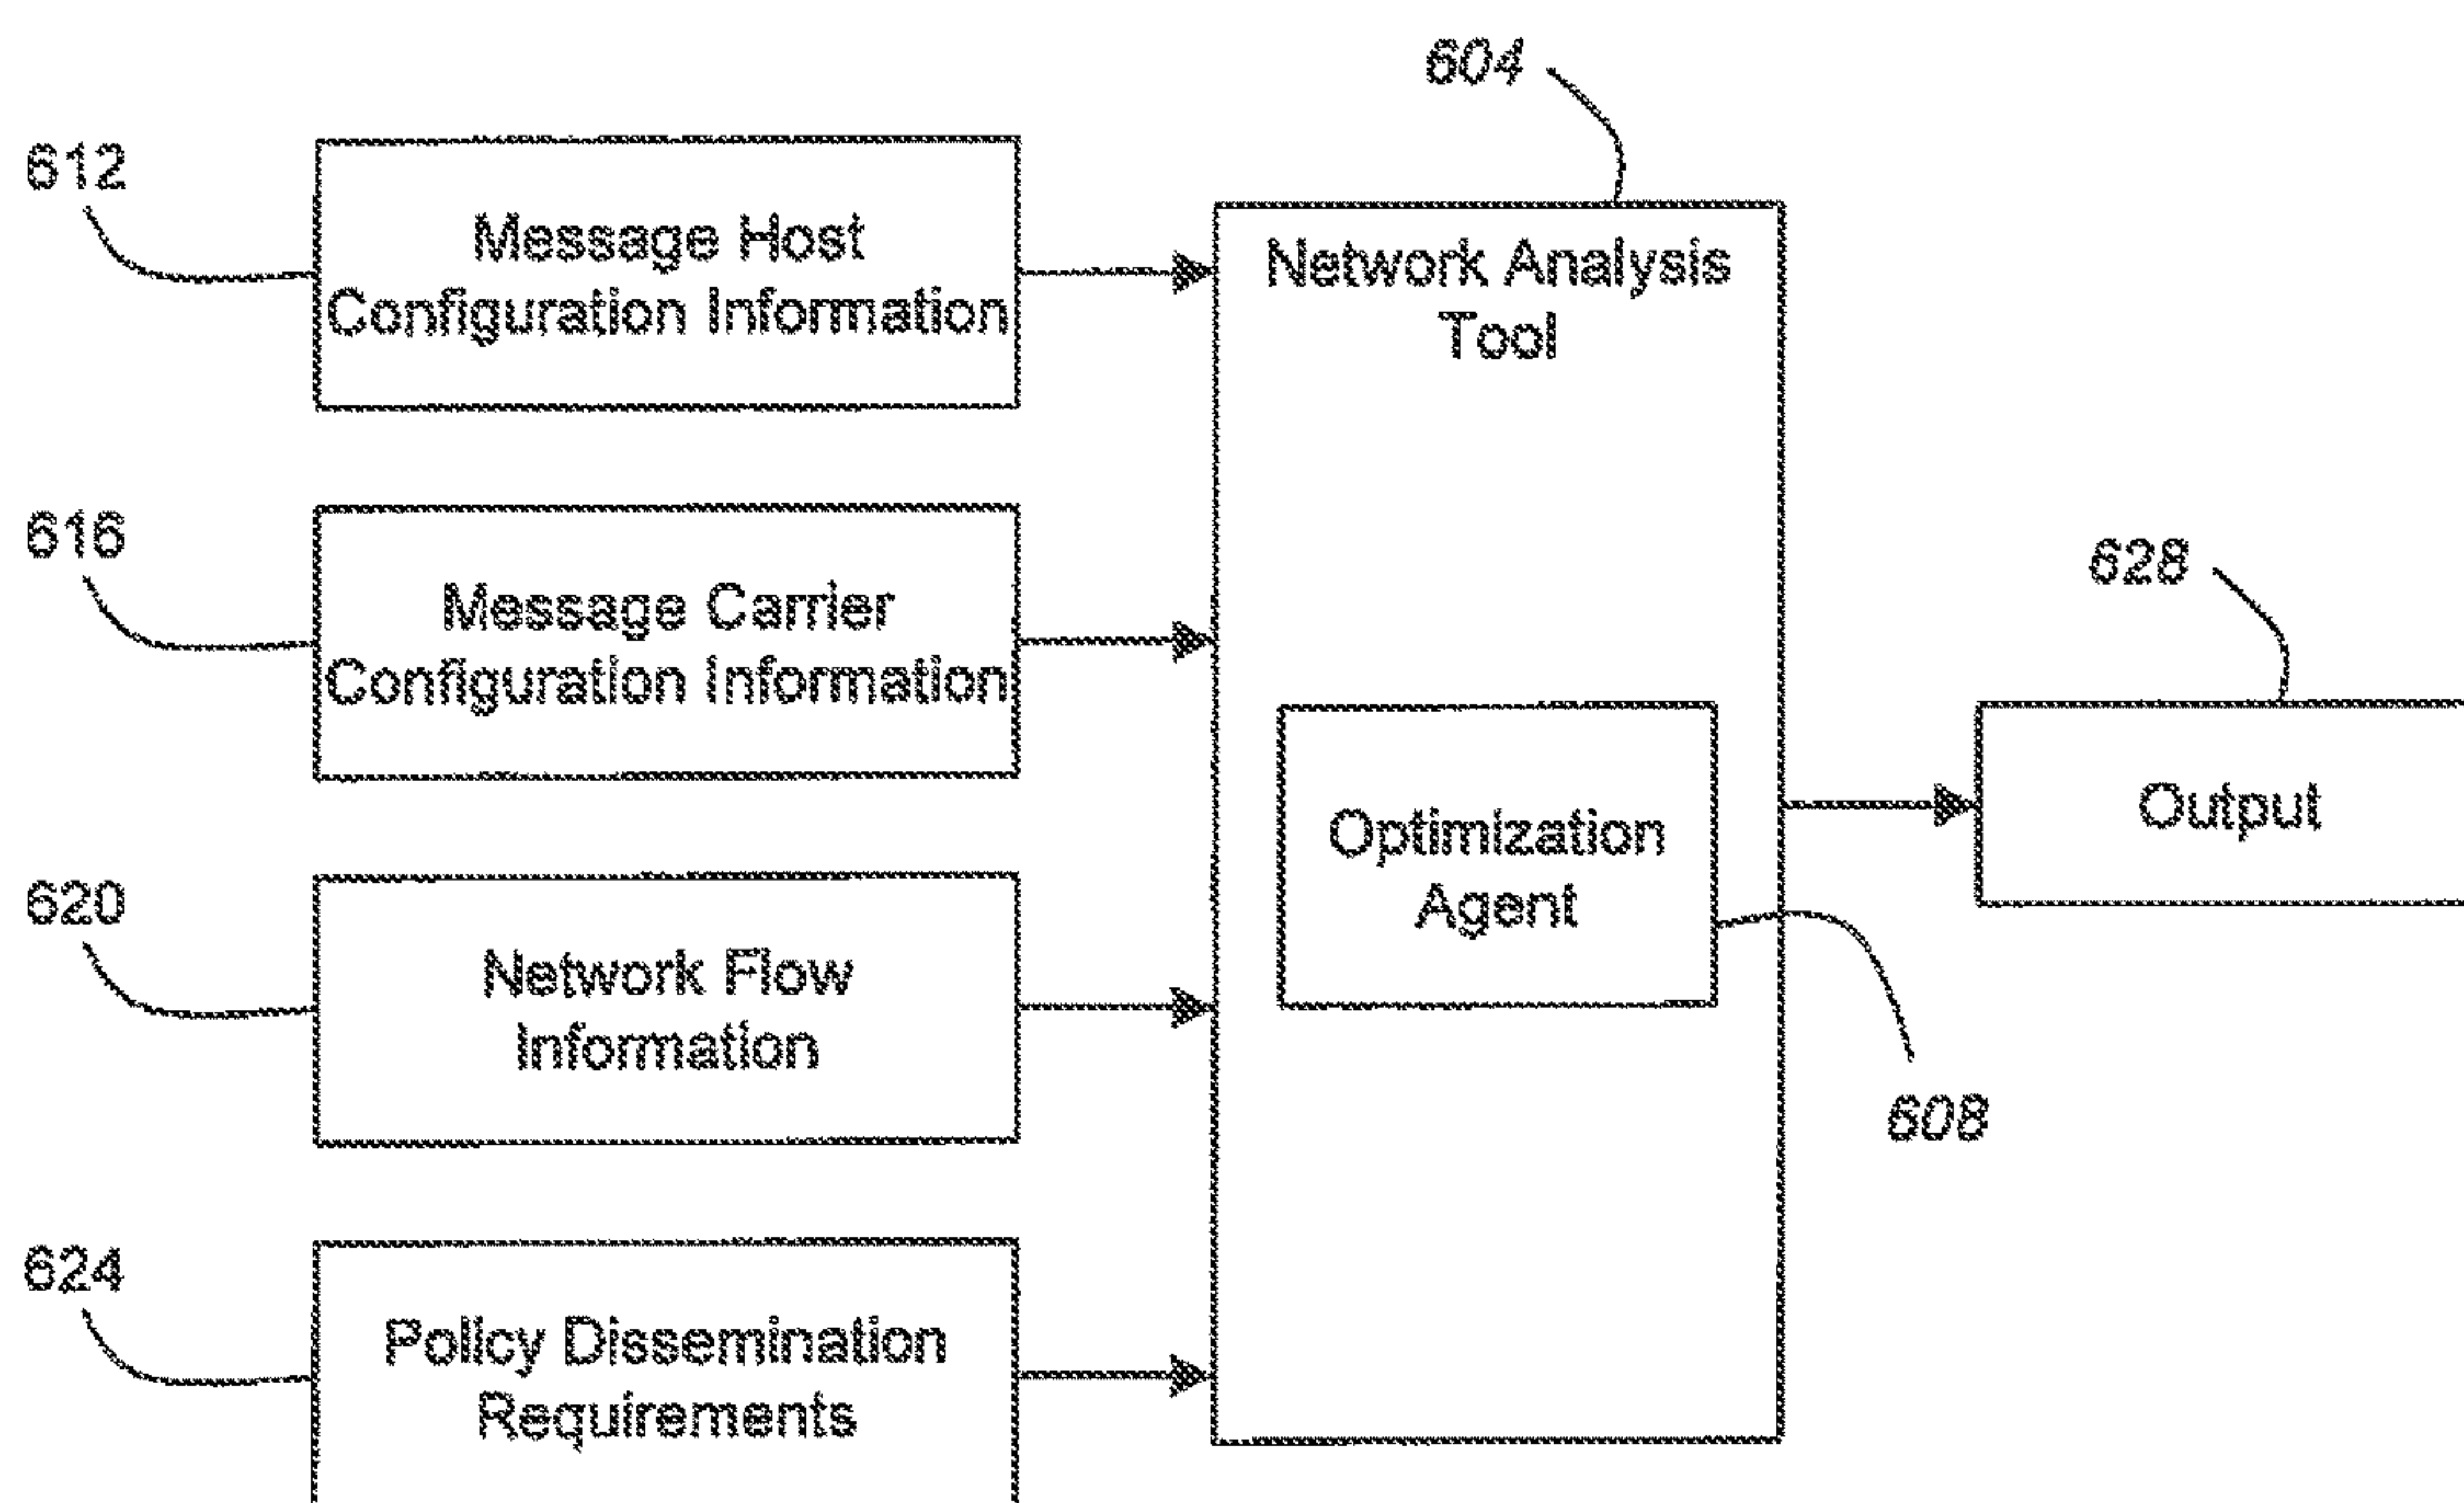 604
612
Message Host
Configuration Information
Network Analysis
Tool
616
Message Carrier
Configuration Information
628
Optimization
Agent
Output
620
Network Flow
Information
608
624
Policy Dissemination
Requirements